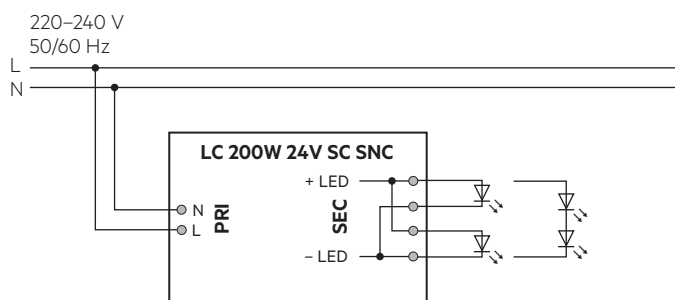 220–240 V
50/60 Hz
L
N
LC 200W 24V SC SNC
+ LED
N
L
PRI
SEC
– LED